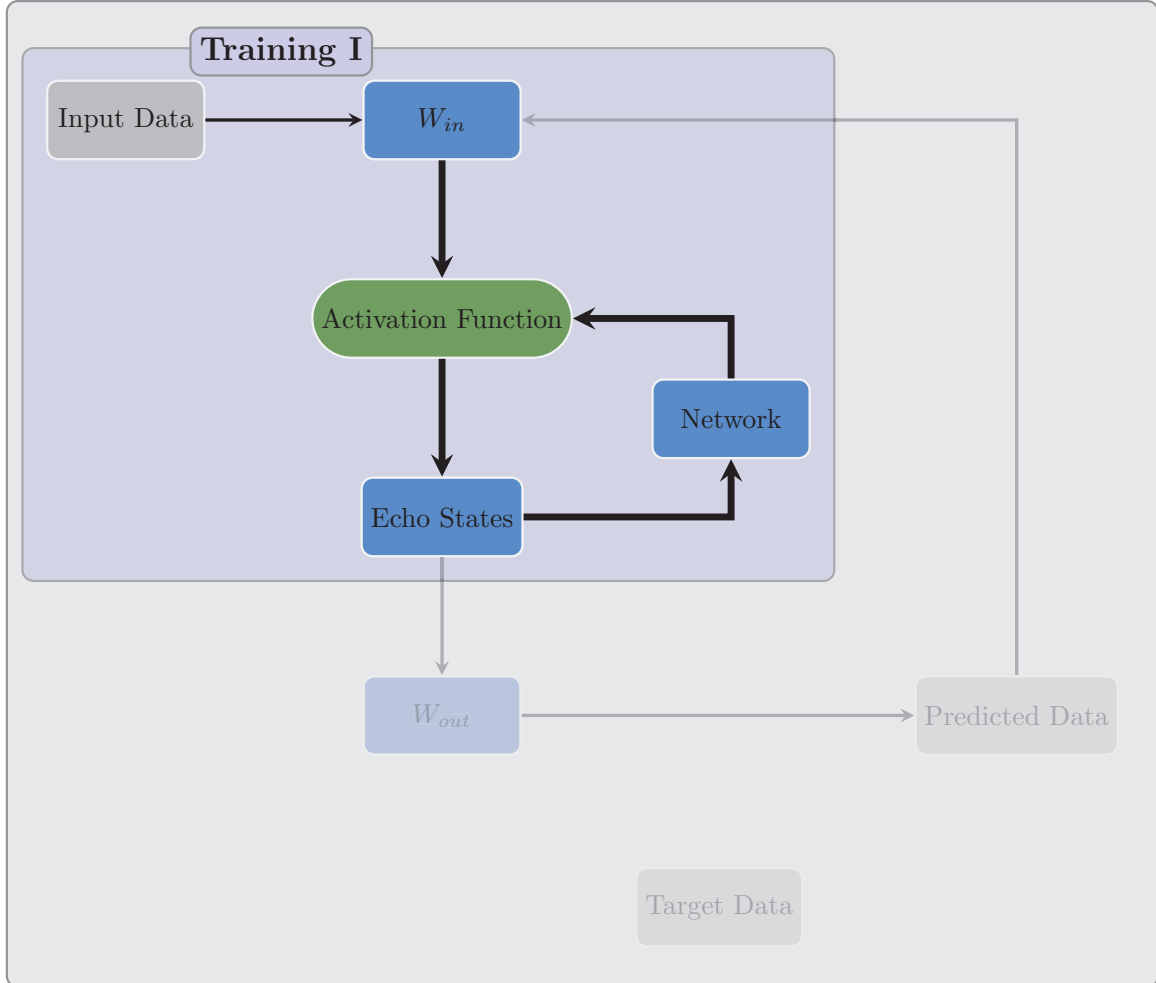 Training I
Input Data
W_in
Activation Function
Network
Echo States
W_out
Predicted Data
Target Data